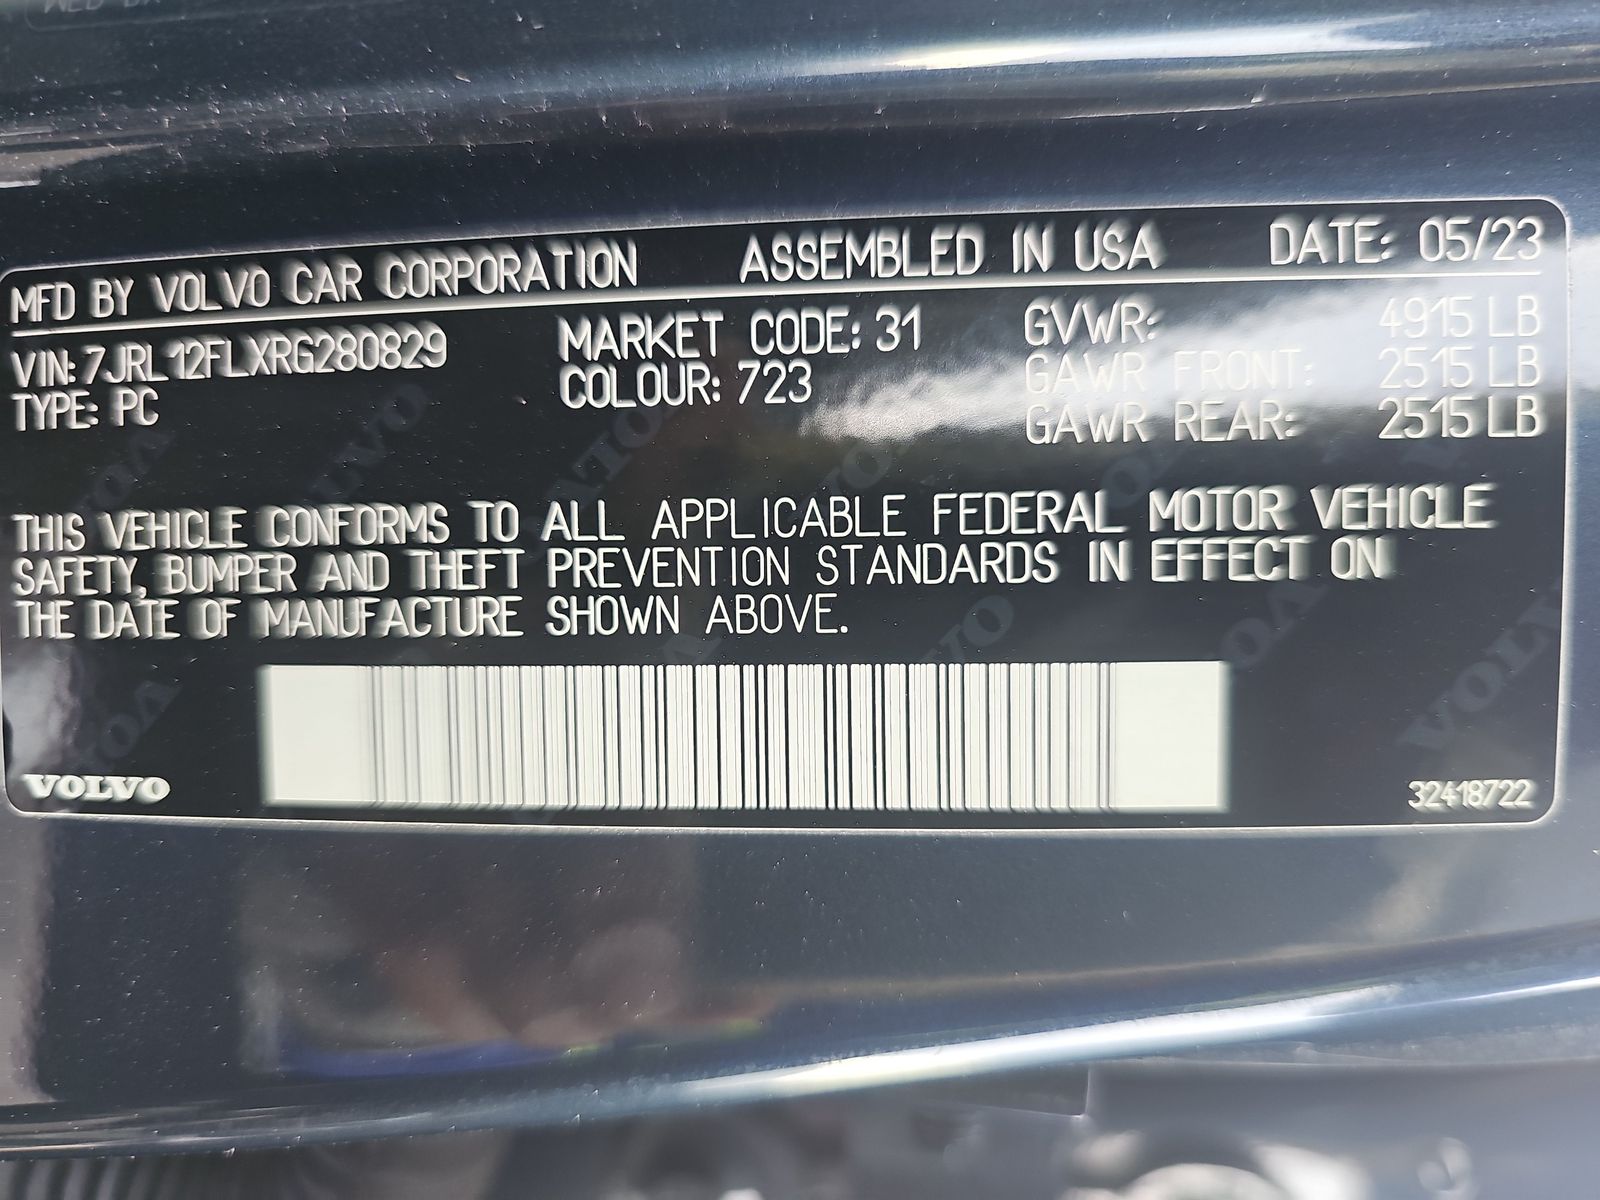 MFD BY VOLVO CAR CORPORATION ASSEMBLED IN USA DATE: 05/23
VIN: 7JRL12FLXRG280829 MARKET CODE: 31 GVWR: 4915 LB
TYPE: PC COLOUR: 723 GAWR FRONT: 2515 LB
GAWR REAR: 2515 LB
THIS VEHICLE CONFORMS TO ALL APPLICABLE FEDERAL MOTOR VEHICLE
SAFETY, BUMPER AND THEFT PREVENTION STANDARDS IN EFFECT ON
THE DATE OF MANUFACTURE SHOWN ABOVE.
VOLVO 32418722